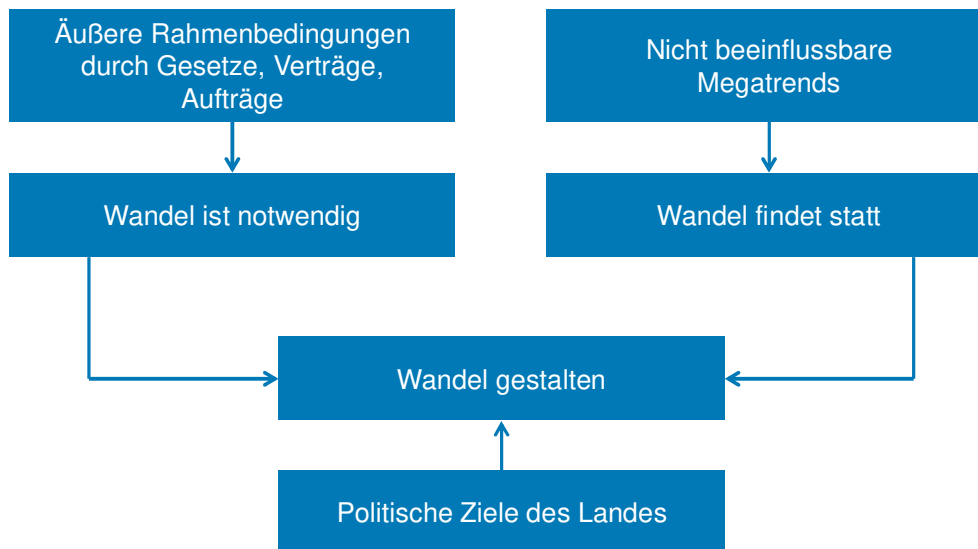 Äußere Rahmenbedingungen
durch Gesetze, Verträge,
Aufträge
Nicht beeinflussbare
Megatrends
Wandel ist notwendig
Wandel findet statt
Wandel gestalten
Politische Ziele des Landes